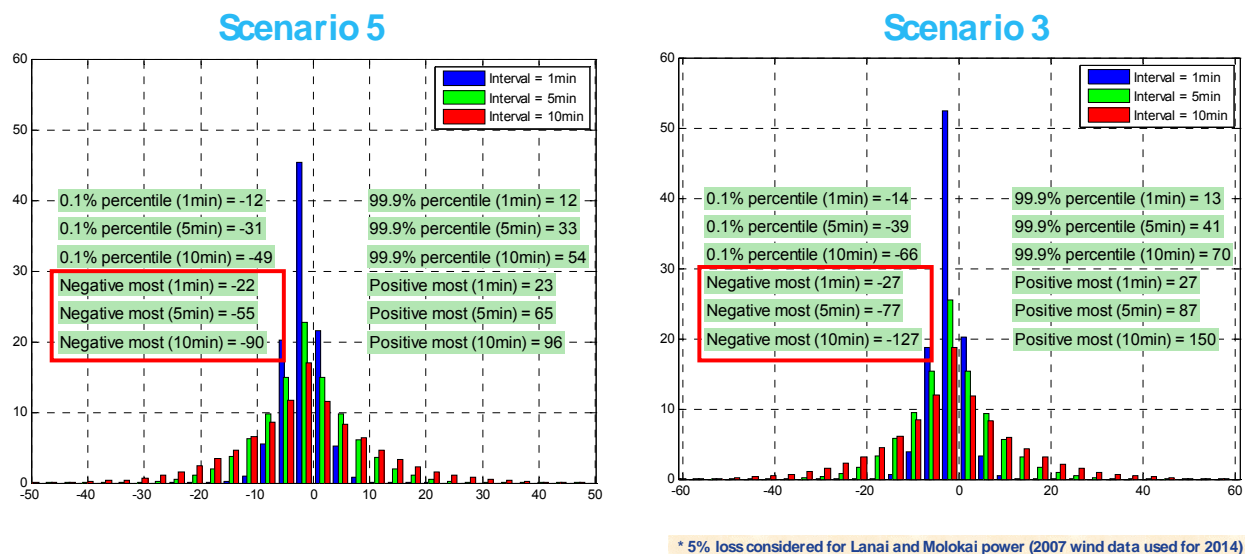 Scenario 5
60
50
40
30
20
10
0
-50 -40 -30 -20 -10 0 10 20 30 40 50
Interval = 1min
Interval = 5min
Interval = 10min
0.1% percentile (1min) = -12
0.1% percentile (5min) = -31
0.1% percentile (10min) = -49
Negative most (1min) = -22
Negative most (5min) = -55
Negative most (10min) = -90
99.9% percentile (1min) = 12
99.9% percentile (5min) = 33
99.9% percentile (10min) = 54
Positive most (1min) = 23
Positive most (5min) = 65
Positive most (10min) = 96
Scenario 3
60
50
40
30
20
10
0
-60 -40 -20 0 20 40 60
Interval = 1min
Interval = 5min
Interval = 10min
0.1% percentile (1min) = -14
0.1% percentile (5min) = -39
0.1% percentile (10min) = -66
Negative most (1min) = -27
Negative most (5min) = -77
Negative most (10min) = -127
99.9% percentile (1min) = 13
99.9% percentile (5min) = 41
99.9% percentile (10min) = 70
Positive most (1min) = 27
Positive most (5min) = 87
Positive most (10min) = 150
* 5% loss considered for Lanai and Molokai power (2007 wind data used for 2014)